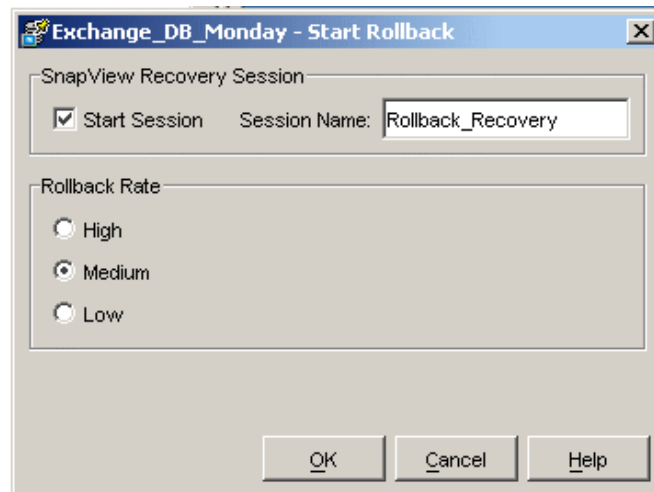 Exchange_DB_Monday - Start Rollback
SnapView Recovery Session
Start Session Session Name: Rollback_Recovery
Rollback Rate
High
Medium
Low
OK Cancel Help